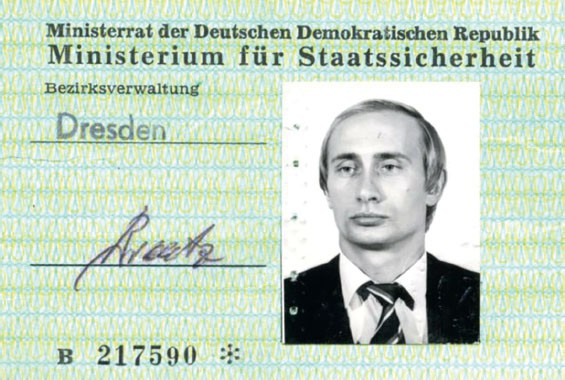 Ministerrat der Deutschen Demokratischen Republik
Ministerium für Staatssicherheit
Bezirksverwaltung
Dresden
B 217590 ✻